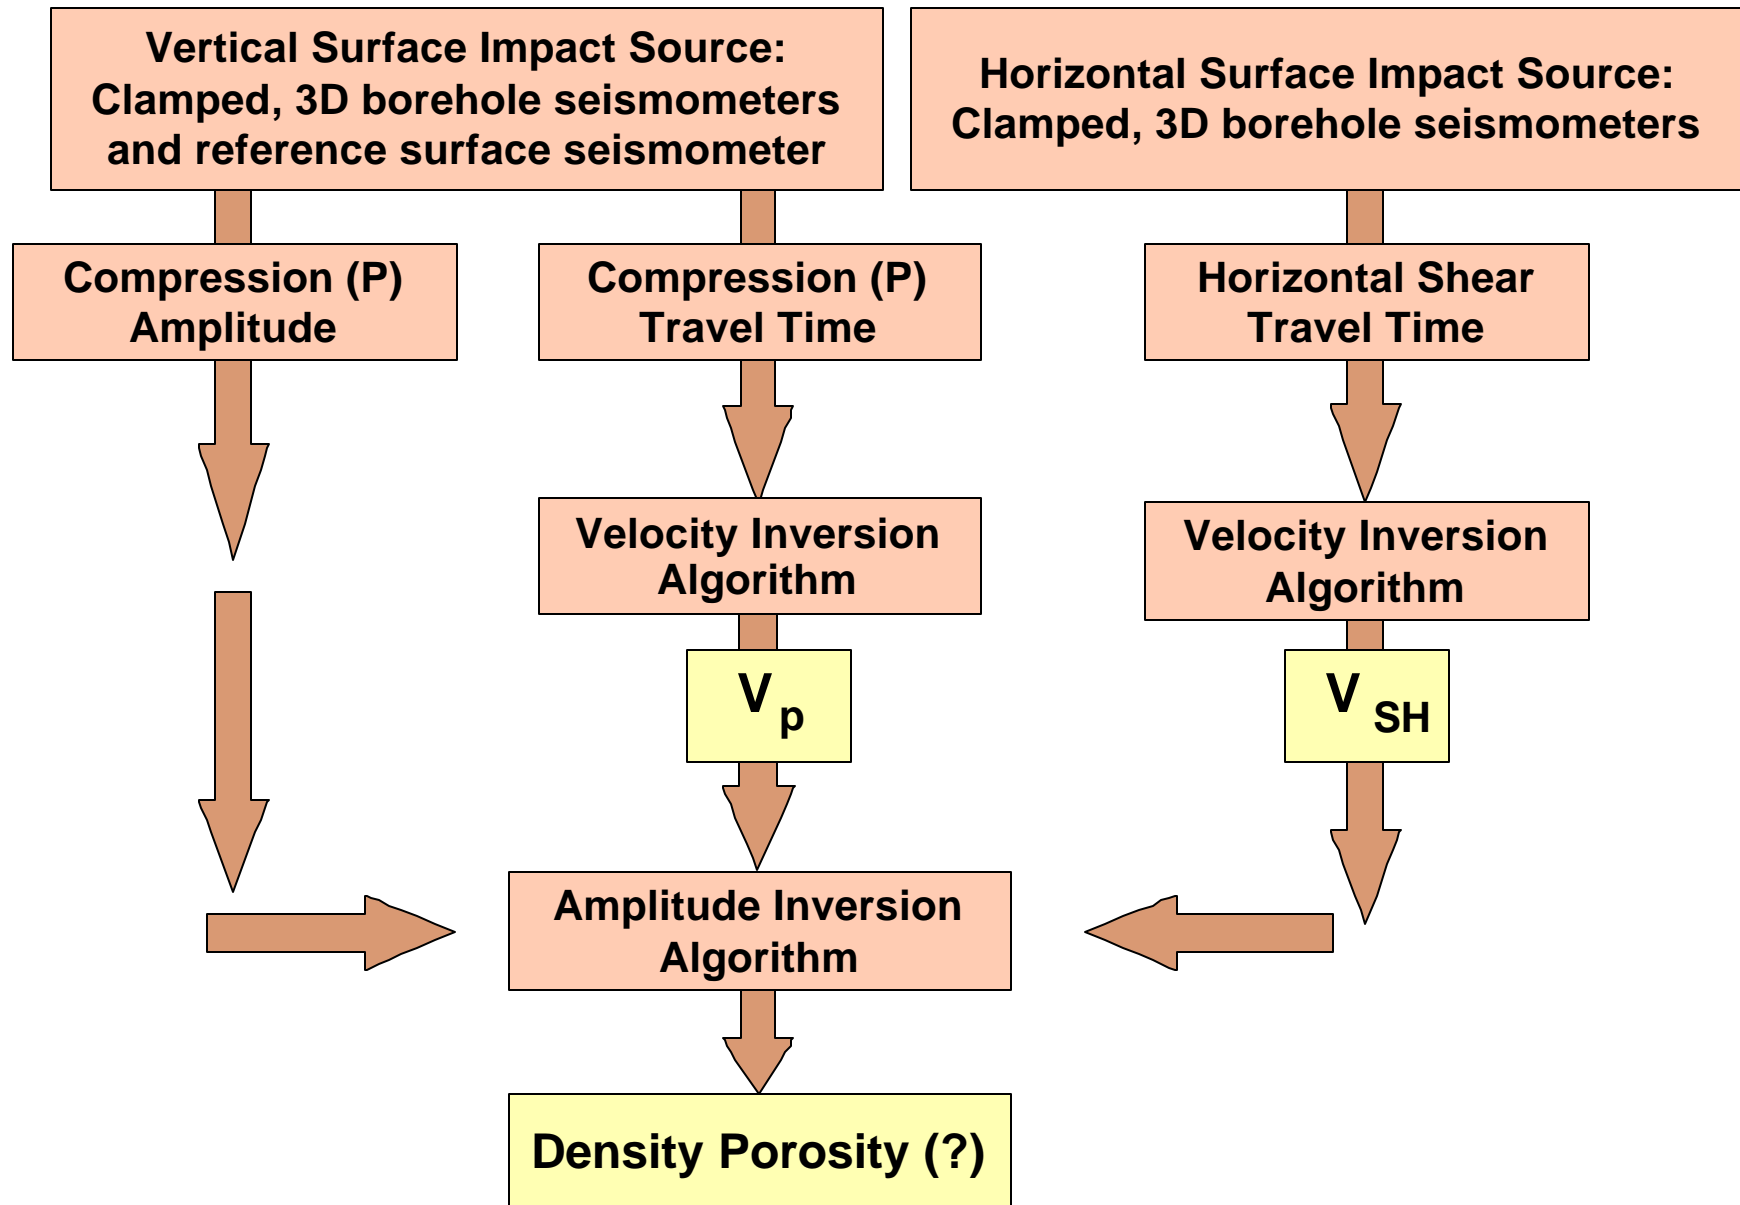 Vertical Surface Impact Source:
Clamped, 3D borehole seismometers
and reference surface seismometer
Horizontal Surface Impact Source:
Clamped, 3D borehole seismometers
Compression (P)
Amplitude
Compression (P)
Travel Time
Horizontal Shear
Travel Time
Velocity Inversion
Algorithm
Velocity Inversion
Algorithm
V p
V SH
Amplitude Inversion
Algorithm
Density Porosity (?)